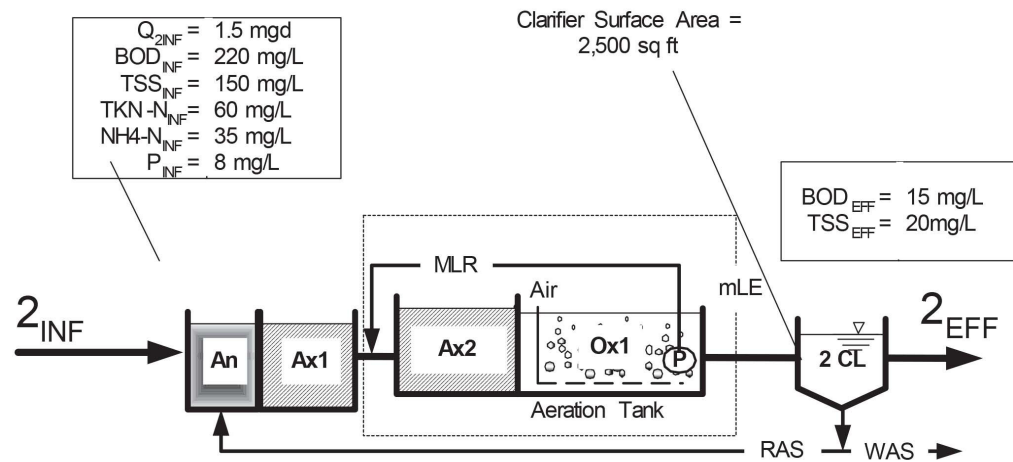 Q2INF = 1.5 mgd
BODINF = 220 mg/L
TSSINF = 150 mg/L
TKN-NINF = 60 mg/L
NH4-NINF = 35 mg/L
PINF = 8 mg/L
Clarifier Surface Area =
2,500 sq ft
BODEFF = 15 mg/L
TSSEFF = 20mg/L
MLR
Air
mLE
2INF
An
Ax1
Ax2
Ox1
P
2 CL
2EFF
Aeration Tank
RAS
WAS